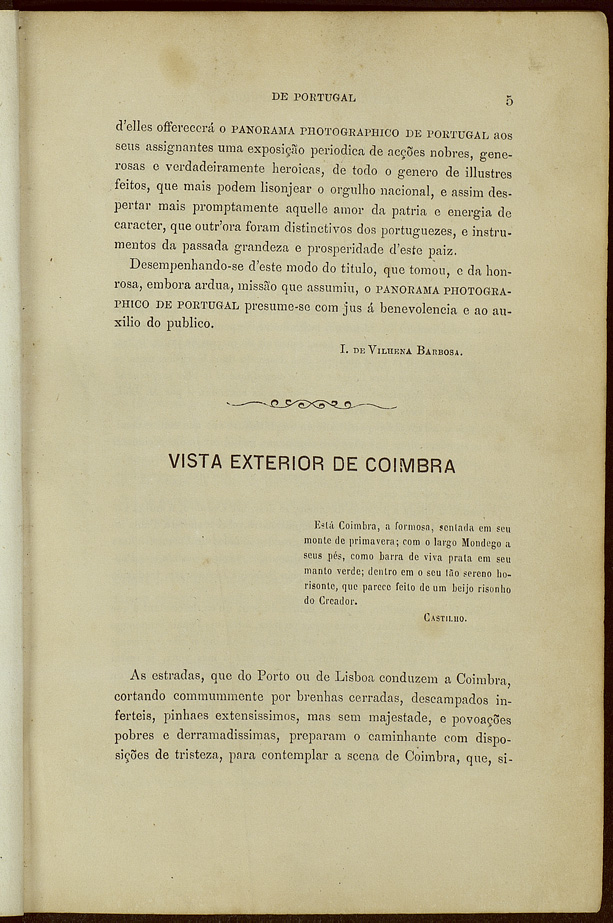 DE PORTUGAL 5
d'elles offerecerá o PANORAMA PHOTOGRAPHICO DE PORTUGAL aos
seus assignantes uma exposição periodica de acções nobres, gene-
rosas e verdadeiramente heroicas, de todo o genero de illustres
feitos, que mais podem lisonjear o orgulho nacional, e assim des-
pertar mais promptamente aquelle amor da patria e energia de
caracter, que outr'ora foram distinctivos dos portuguezes, e instru-
mentos da passada grandeza e prosperidade d'este paiz.
Desempenhando-se d'este modo do titulo, que tomou, e da hon-
rosa, embora ardua, missão que assumiu, o PANORAMA PHOTOGRA-
PHICO DE PORTUGAL presume-se com jus á benevolencia e ao au-
xilio do publico.
I. DE VILHENA BARBOSA.
VISTA EXTERIOR DE COIMBRA
Está Coimbra, a formosa, sentada em seu
monte de primavera; com o largo Mondego a
seus pés, como barra de viva prata em seu
manto verde; dentro em o seu tão sereno ho-
risonte, que parece feito de um beijo risonho
do Creador.
CASTILHO.
As estradas, que do Porto ou de Lisboa conduzem a Coimbra,
cortando commummente por brenhas cerradas, descampados in-
ferteis, pinhaes extensissimos, mas sem majestade, e povoações
pobres e derramadissimas, preparam o caminhante com dispo-
sições de tristeza, para contemplar a scena de Coimbra, que, si-